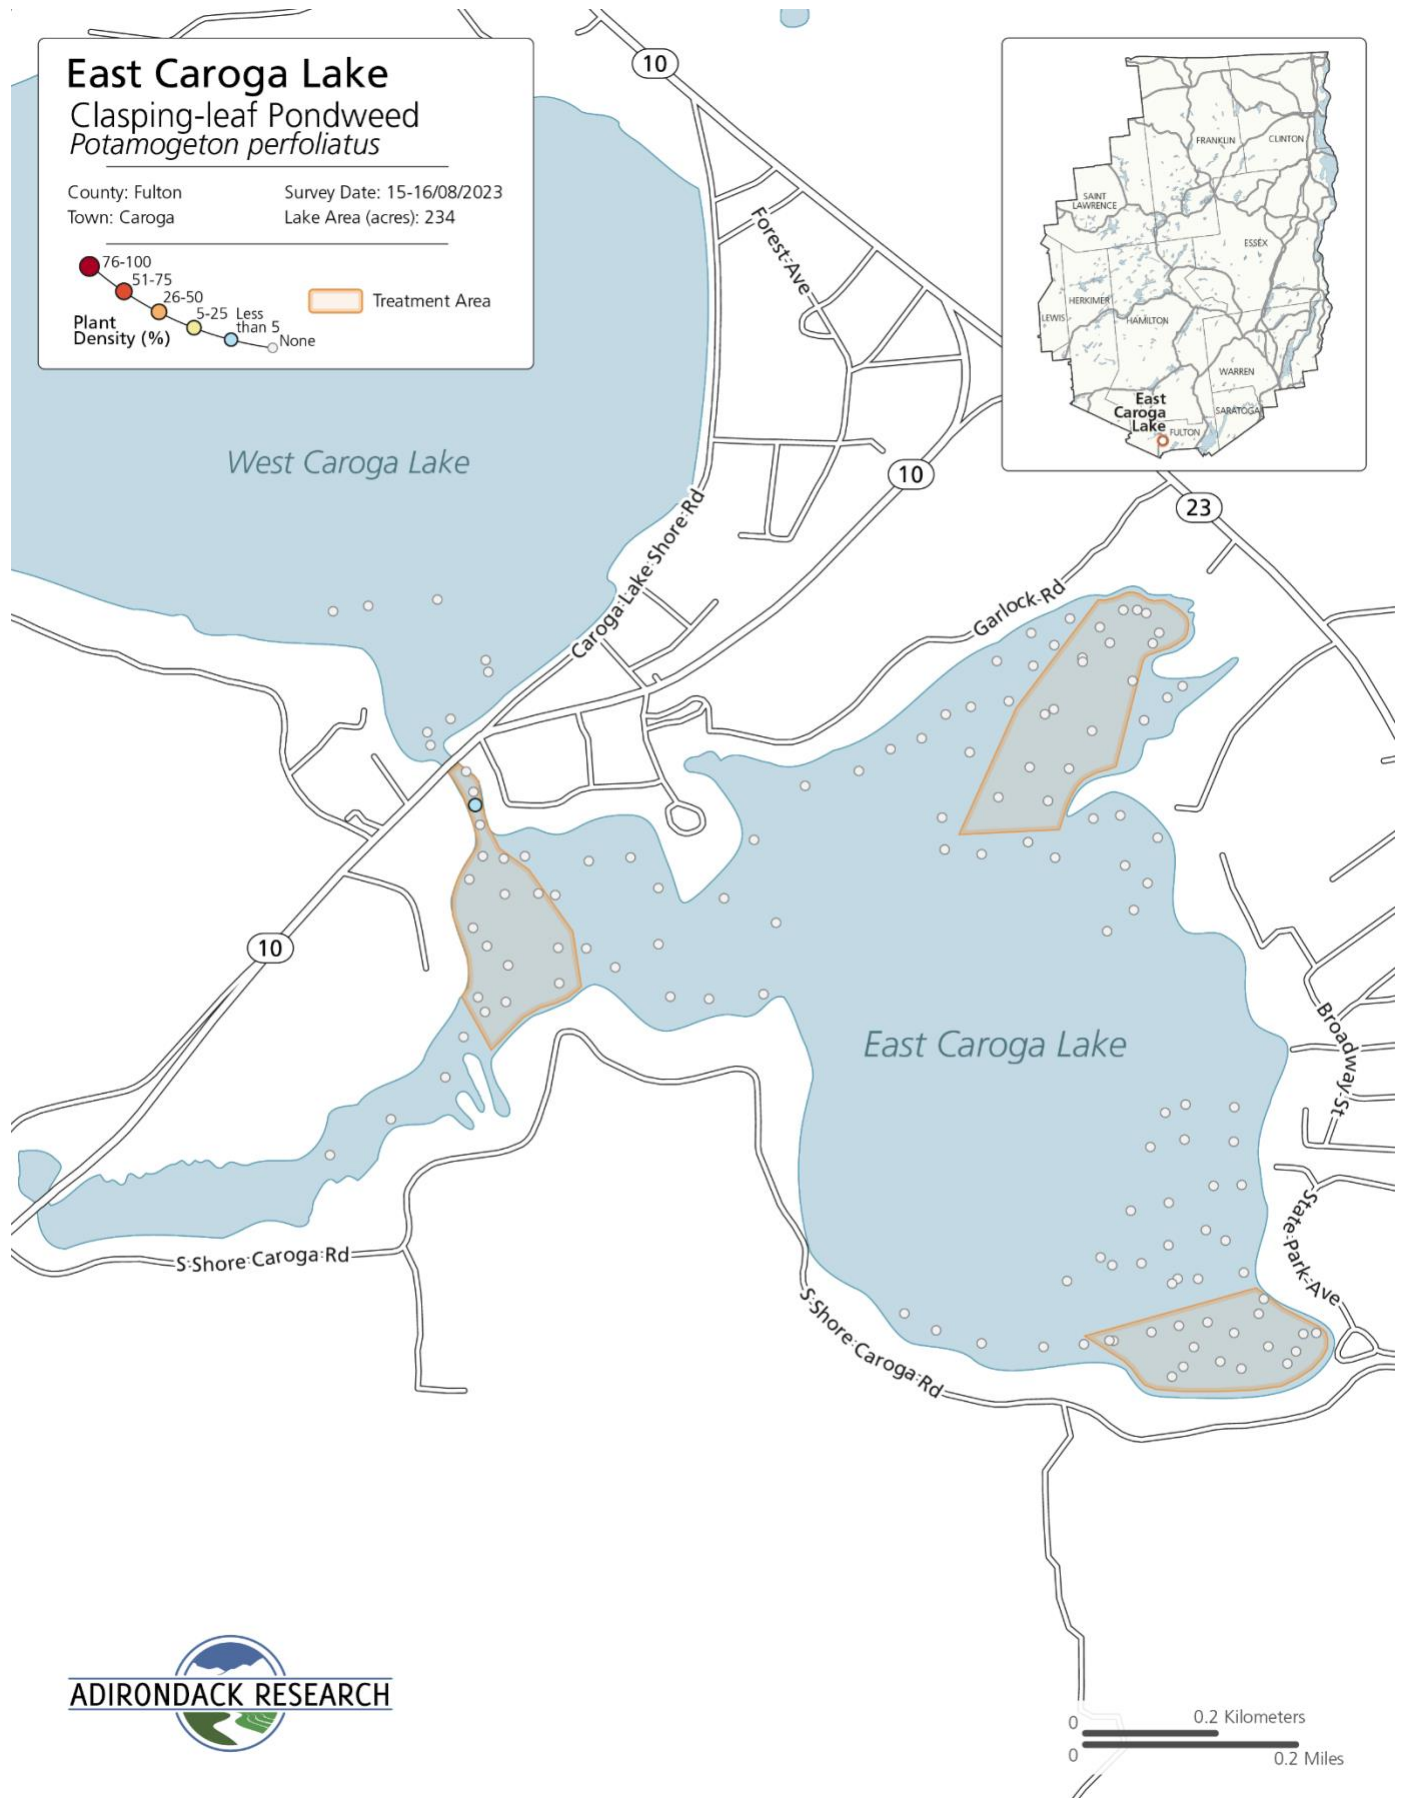 East Caroga Lake
Clasping-leaf Pondweed
Potamogeton perfoliatus
County: Fulton
Survey Date: 15-16/08/2023
Town: Caroga
Lake Area (acres): 234
76-100
51-75
26-50
5-25
Less
than 5
None
Plant
Density (%)
Treatment Area
FRANKLIN
CLINTON
SAINT
LAWRENCE
ESSEX
HERKIMER
LEWIS
HAMILTON
WARREN
SARATOGA
FULTON
East
Caroga
Lake
10
Forest Ave
West Caroga Lake
10
23
Caroga Lake Shore Rd
Garlock Rd
10
East Caroga Lake
Broadway St
State Park Ave
S Shore Caroga Rd
S Shore Caroga Rd
ADIRONDACK RESEARCH
0
0.2 Kilometers
0
0.2 Miles